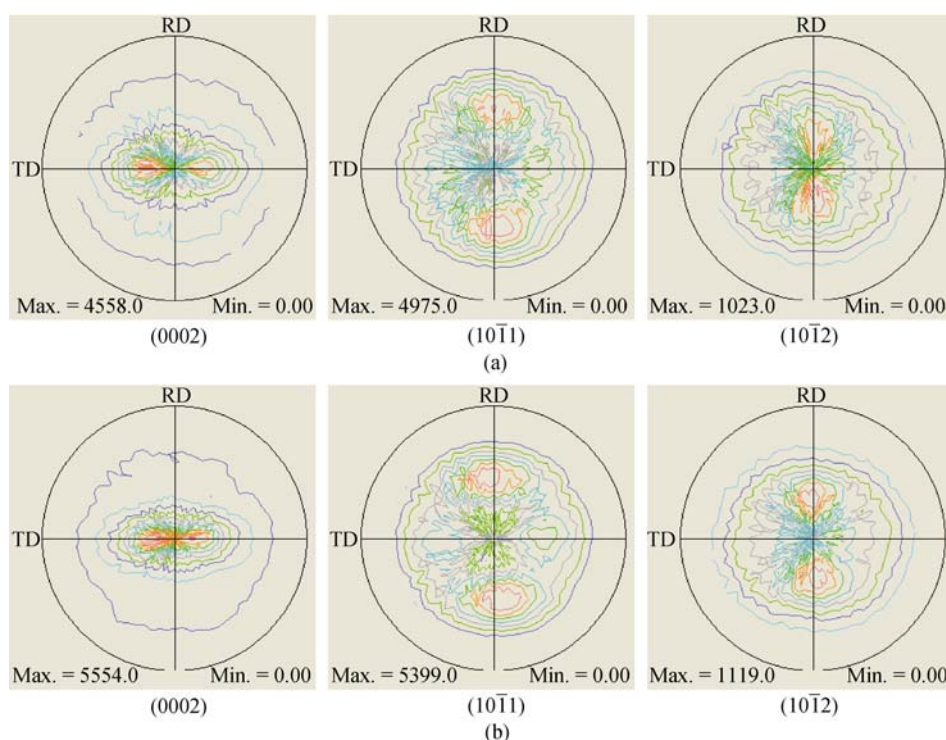 RD RD RD
TD TD TD
Max. = 4558.0 Min. = 0.00 Max. = 4975.0 Min. = 0.00 Max. = 1023.0 Min. = 0.00
(0002) (101̄1) (101̄2)
(a)
RD RD RD
TD TD TD
Max. = 5554.0 Min. = 0.00 Max. = 5399.0 Min. = 0.00 Max. = 1119.0 Min. = 0.00
(0002) (101̄1) (101̄2)
(b)